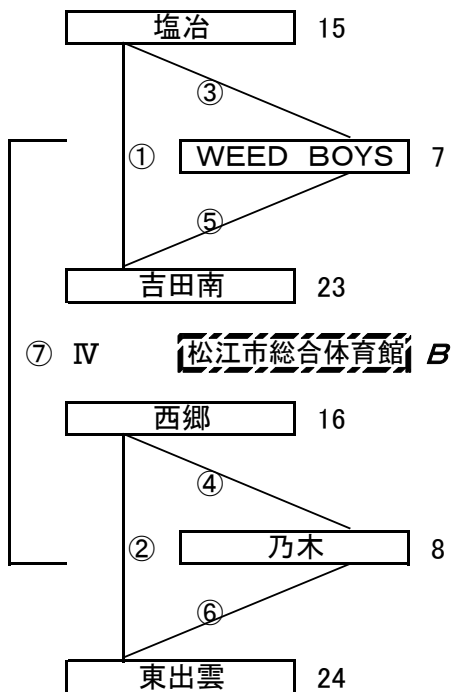 塩冶 15
③
① WEED BOYS 7
⑤
吉田南 23
⑦ Ⅳ 松江市総合体育館 B
西郷 16
④
② 乃木 8
⑥
東出雲 24